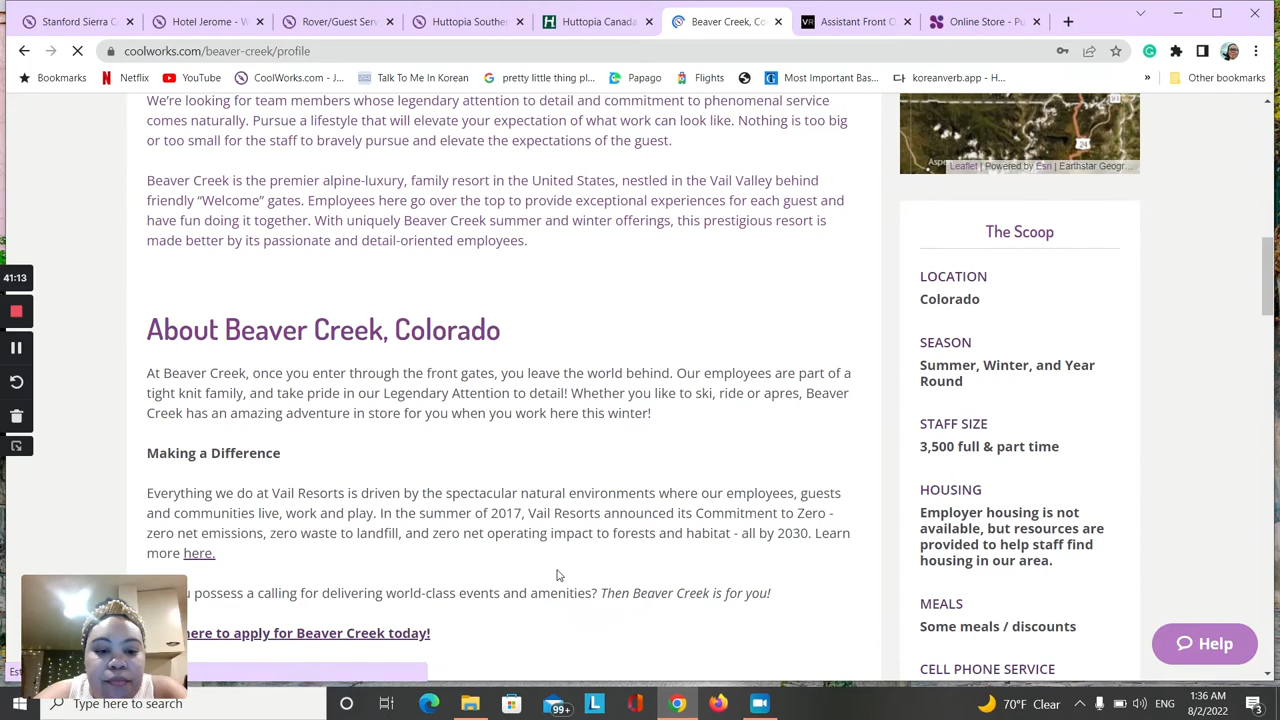 Stanford Sierra C
Hotel Jerome - W
Rover/Guest Serv
Huttopia Souther
Huttopia Canada
Beaver Creek, Co
Assistant Front O
Online Store - Pu
coolworks.com/beaver-creek/profile
Bookmarks
Netflix
YouTube
CoolWorks.com - J...
Talk To Me In Korean
pretty little thing pl...
Papago
Flights
Most Important Bas...
koreanverb.app - H...
»
Other bookmarks
We're looking for team members whose legendary attention to detail and commitment to phenomenal service
comes naturally. Pursue a lifestyle that will elevate your expectation of what work can look like. Nothing is too big
or too small for the staff to bravely pursue and elevate the expectations of the guest.
Beaver Creek is the premier alpine-luxury, family resort in the United States, nestled in the Vail Valley behind
friendly “Welcome” gates. Employees here go over the top to provide exceptional experiences for each guest and
have fun doing it together. With uniquely Beaver Creek summer and winter offerings, this prestigious resort is
made better by its passionate and detail-oriented employees.
About Beaver Creek, Colorado
At Beaver Creek, once you enter through the front gates, you leave the world behind. Our employees are part of a
tight knit family, and take pride in our Legendary Attention to detail! Whether you like to ski, ride or apres, Beaver
Creek has an amazing adventure in store for you when you work here this winter!
Making a Difference
Everything we do at Vail Resorts is driven by the spectacular natural environments where our employees, guests
and communities live, work and play. In the summer of 2017, Vail Resorts announced its Commitment to Zero -
zero net emissions, zero waste to landfill, and zero net operating impact to forests and habitat - all by 2030. Learn
more here.
possess a calling for delivering world-class events and amenities? Then Beaver Creek is for you!
here to apply for Beaver Creek today!
91
24
Leaflet | Powered by Esri | Earthstar Geogr...
The Scoop
LOCATION
Colorado
SEASON
Summer, Winter, and Year
Round
STAFF SIZE
3,500 full & part time
HOUSING
Employer housing is not
available, but resources are
provided to help staff find
housing in our area.
MEALS
Some meals / discounts
CELL PHONE SERVICE
Help
41:13
Type here to search
99+
70°F Clear
ENG
1:36 AM
8/2/2022
3